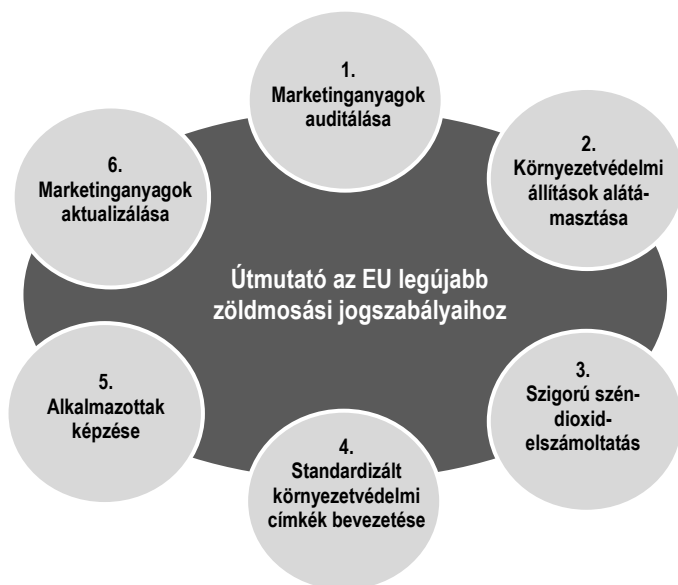 1.
Marketinganyagok
auditálása
2.
Környezetvédelmi
állítások alátá-
masztása
3.
Szigorú szén-
dioxid-
elszámoltatás
4.
Standardizált
környezetvédelmi
címkék bevezetése
5.
Alkalmazottak
képzése
6.
Marketinganyagok
aktualizálása
Útmutató az EU legújabb
zöldmosási jogszabályaihoz